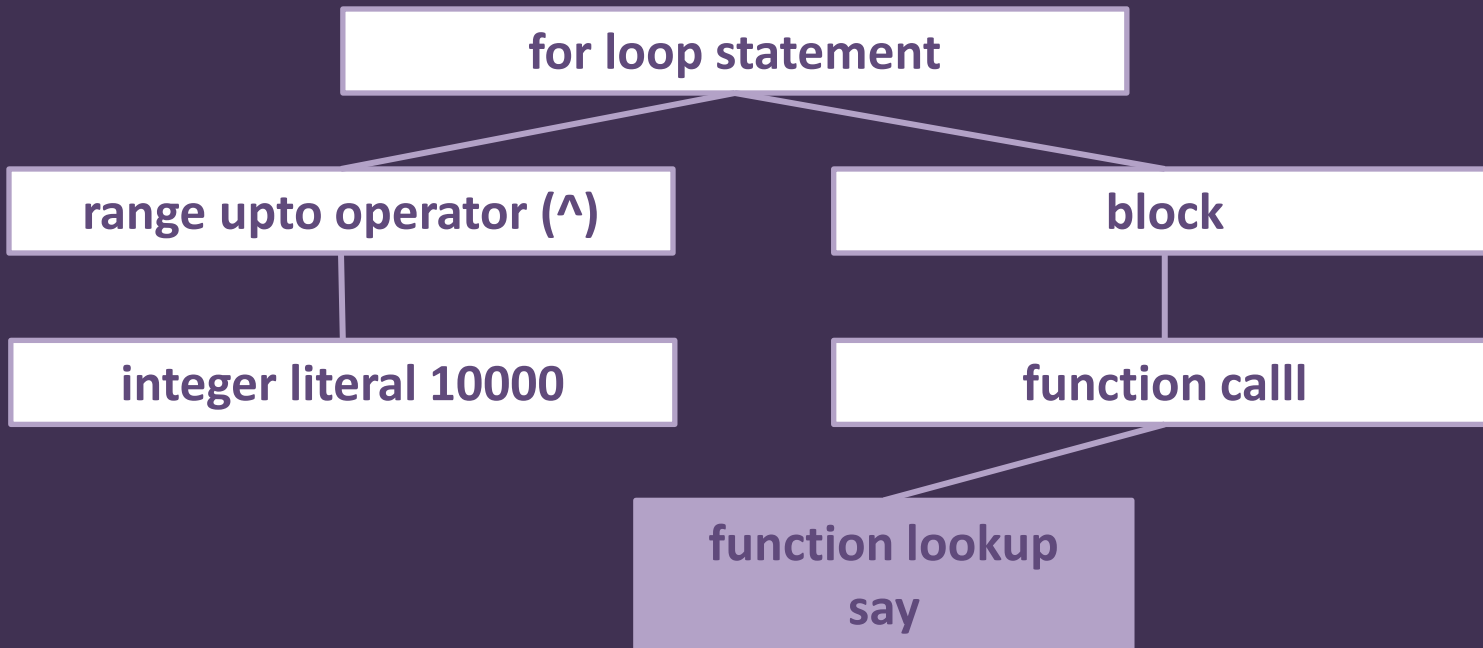 for loop statement
range upto operator (^)
block
integer literal 10000
function calll
function lookup
say